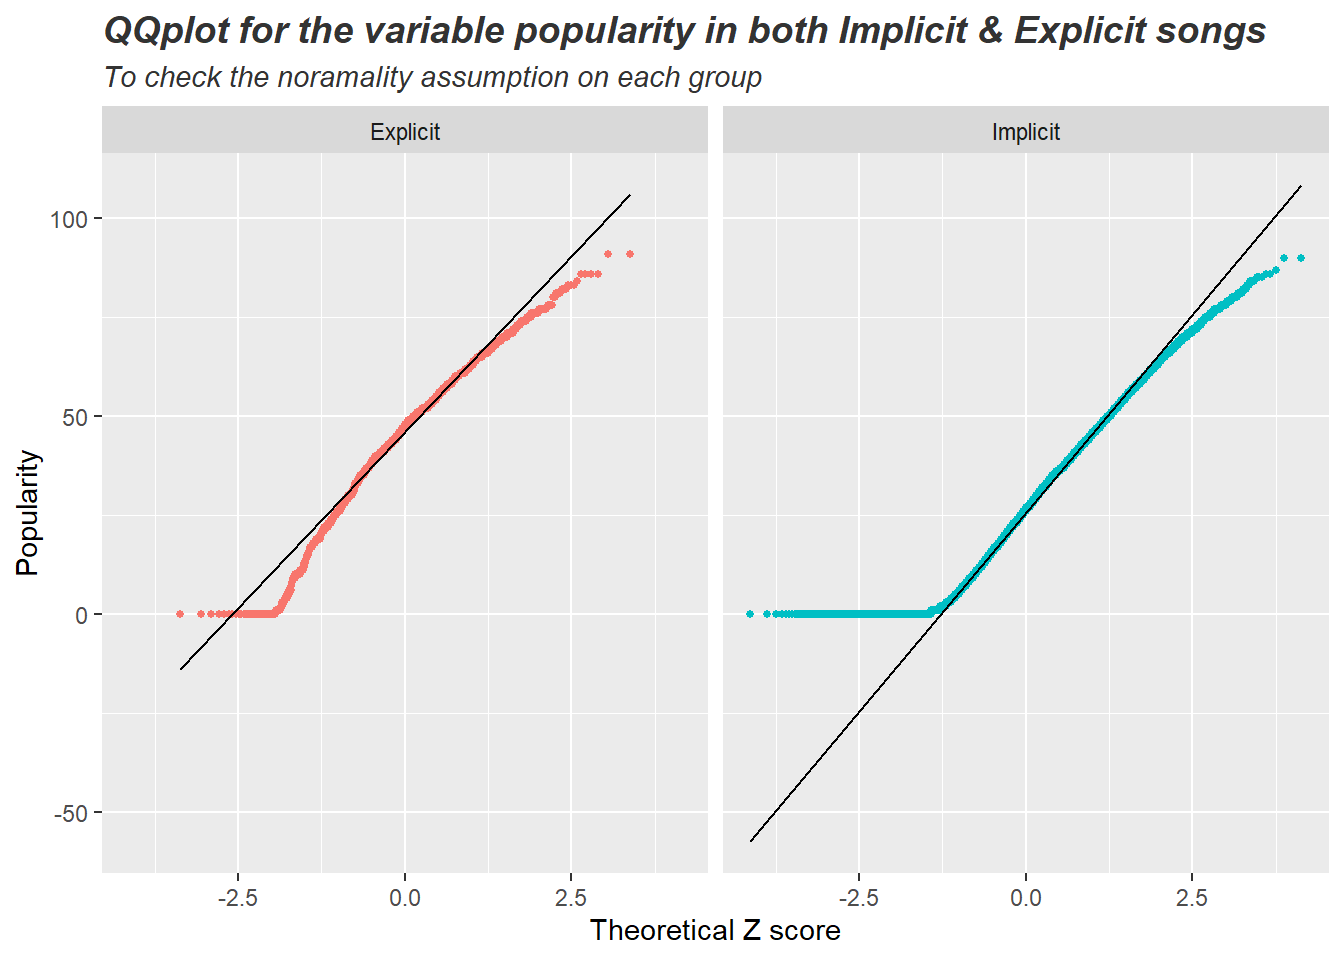 QQplot for the variable popularity in both Implicit & Explicit songs
To check the noramality assumption on each group
Explicit
Implicit
100
50
0
-50
Popularity
-2.5
0.0
2.5
-2.5
0.0
2.5
Theoretical Z score